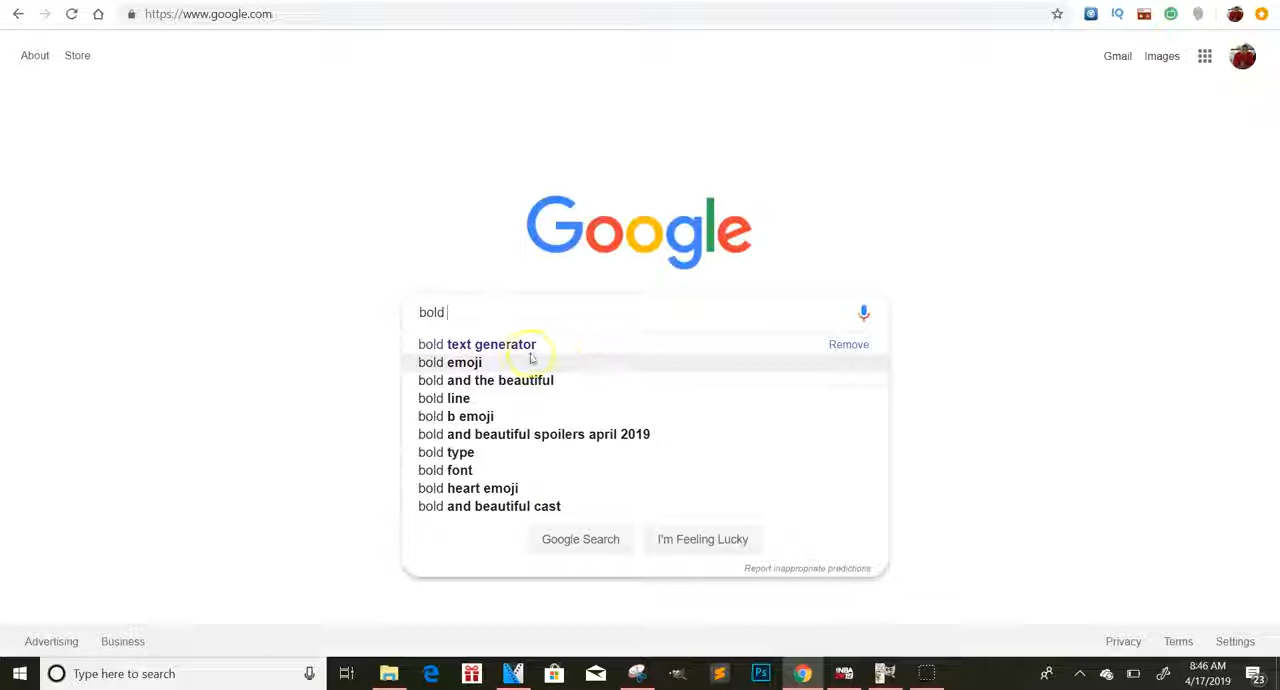 https://www.google.com
About Store
Gmail Images
Google
bold
bold text generator Remove
bold emoji
bold and the beautiful
bold line
bold b emoji
bold and beautiful spoilers april 2019
bold type
bold font
bold heart emoji
bold and beautiful cast
Google Search I'm Feeling Lucky
Report inappropriate predictions
Advertising Business Privacy Terms Settings
Type here to search
8:46 AM
4/17/2019
23